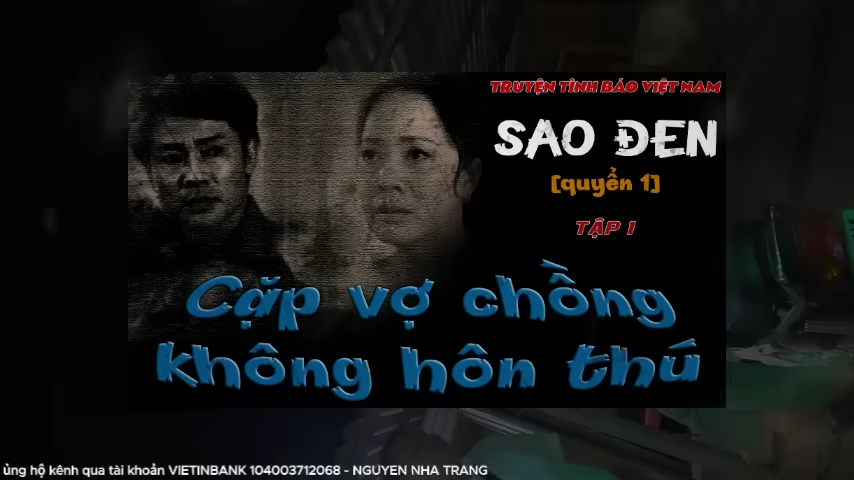 TRUYỆN TÌNH BÁO VIỆT NAM
SAO ĐEN
[quyển 1]
TẬP 1
Cặp vợ chồng
không hôn thú
ủng hộ kênh qua tài khoản VIETINBANK 104003712068 - NGUYEN NHA TRANG